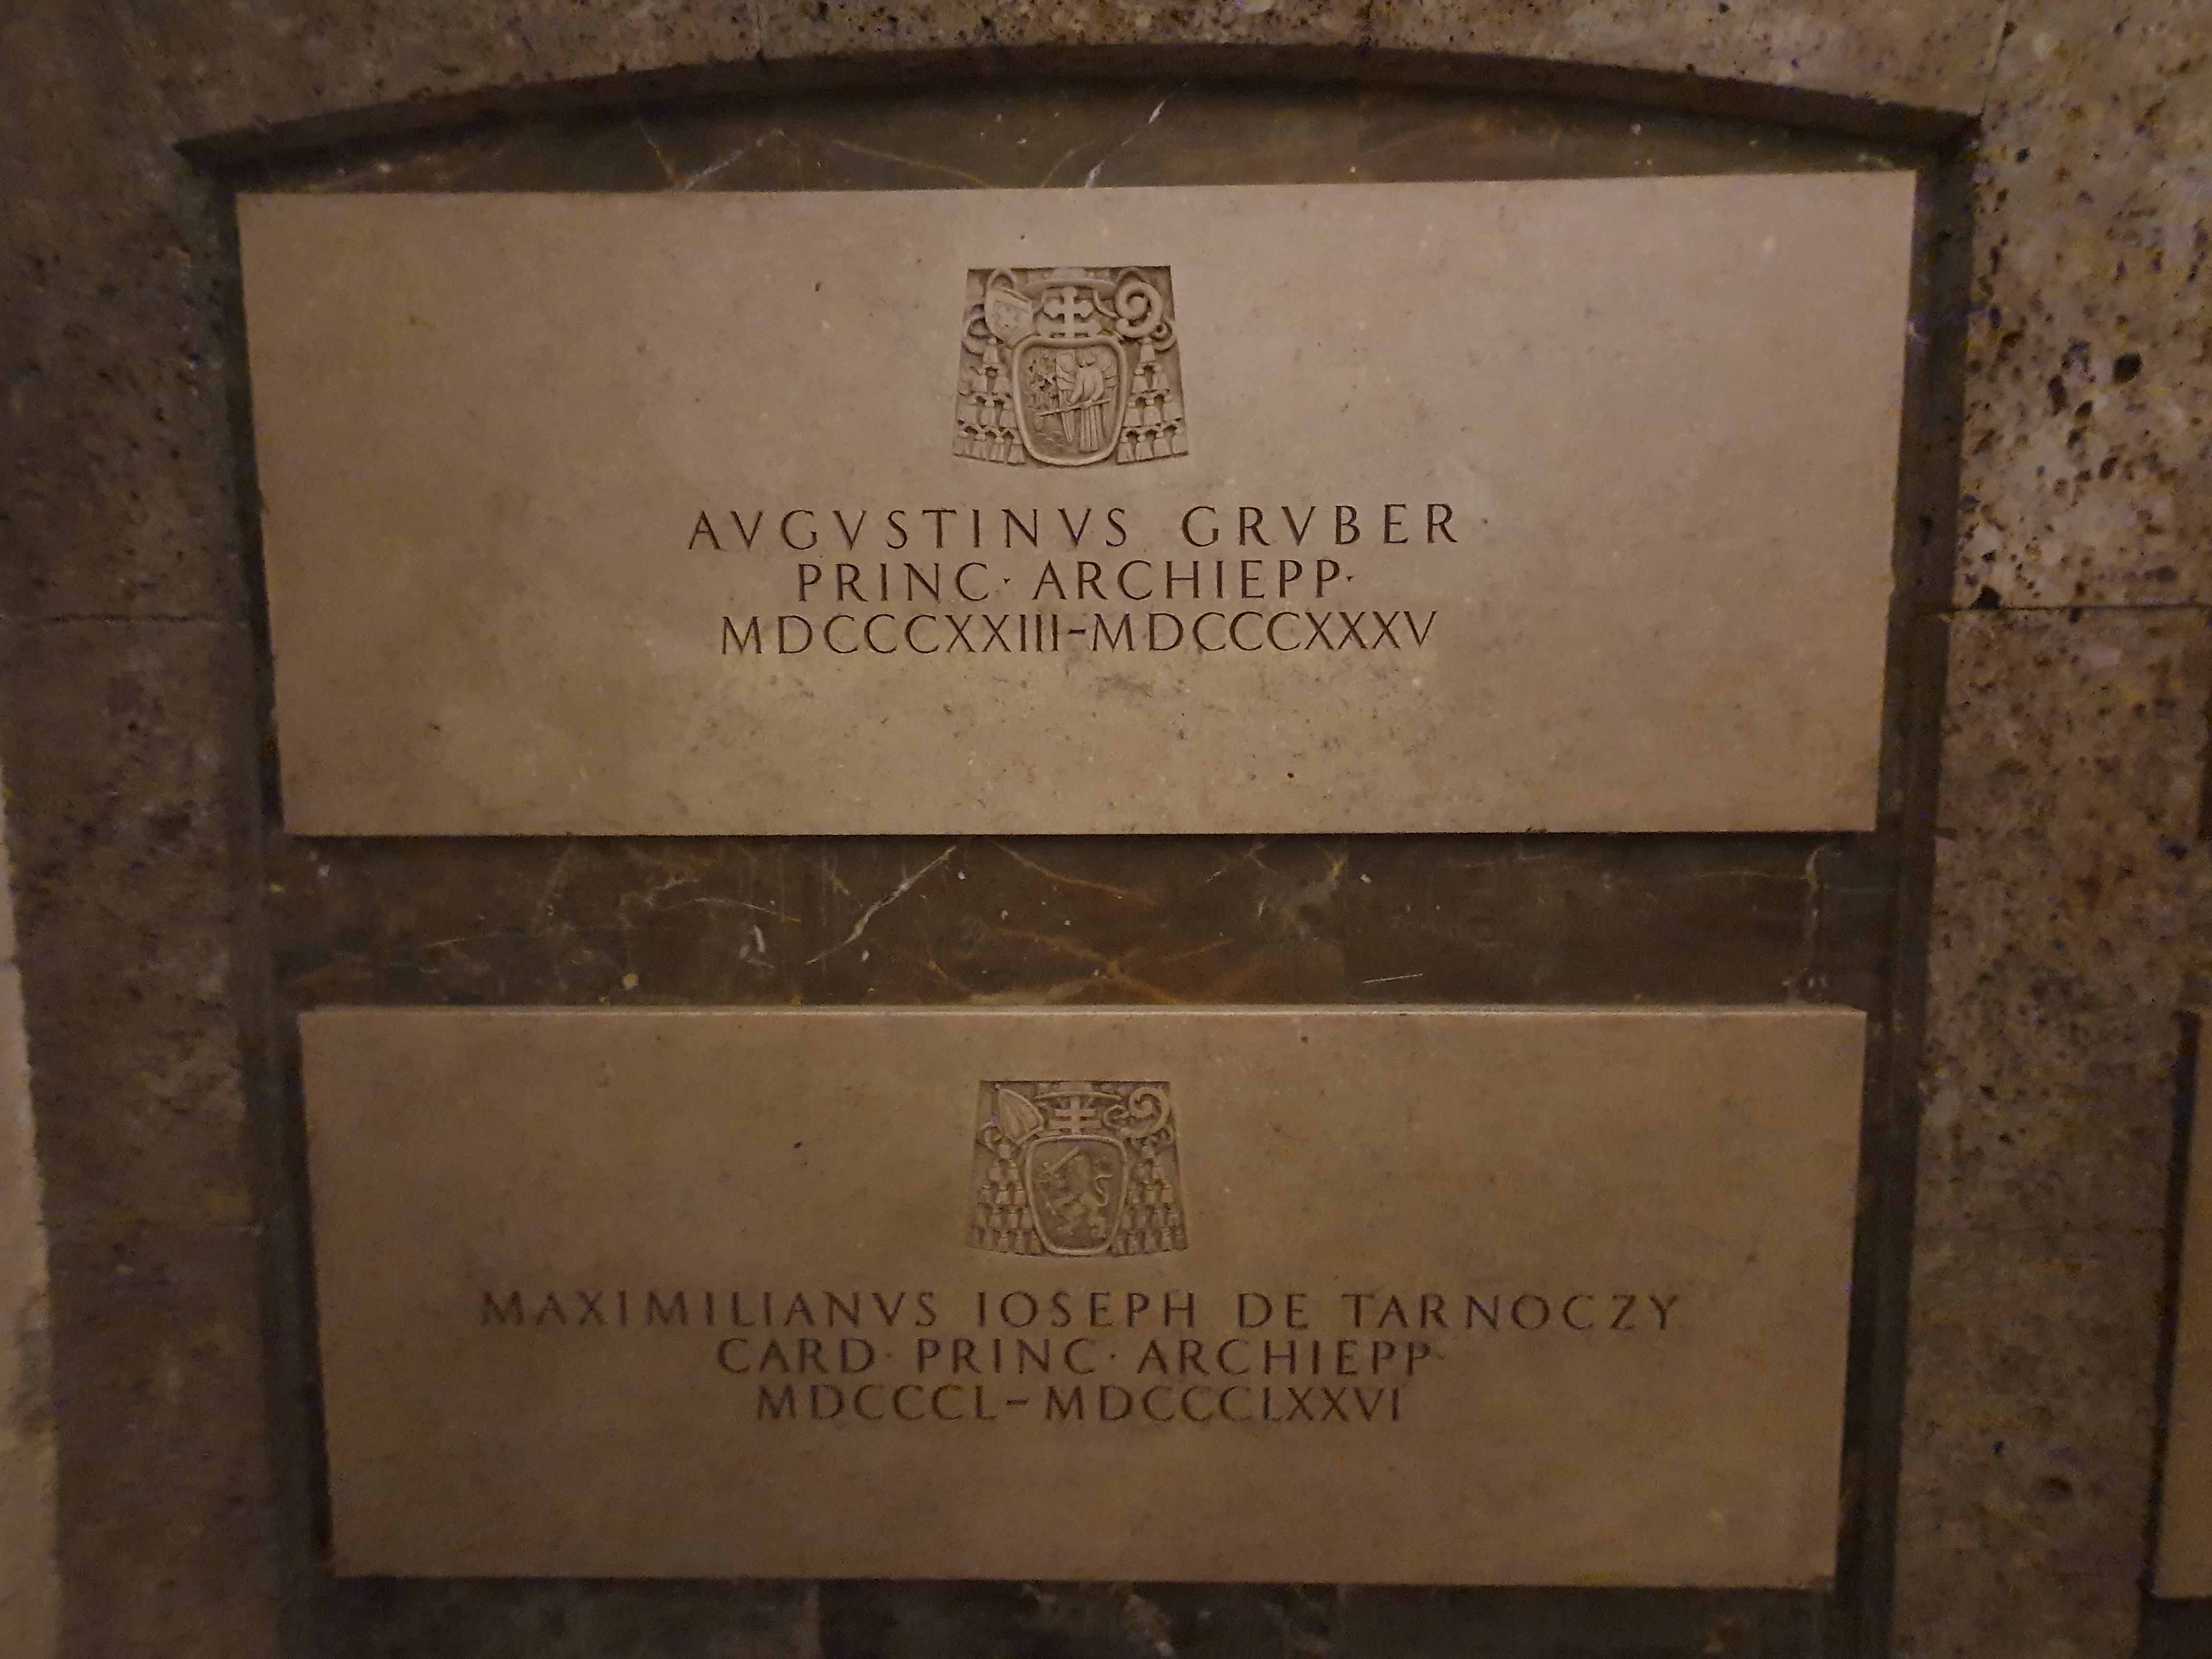 AVGVSTINVS GRVBER
PRINC· ARCHIEPP·
MDCCCXXIII-MDCCCXXXV
MAXIMILIANVS IOSEPH DE TARNOCZY
CARD· PRINC· ARCHIEPP·
MDCCCL-MDCCCLXXVI